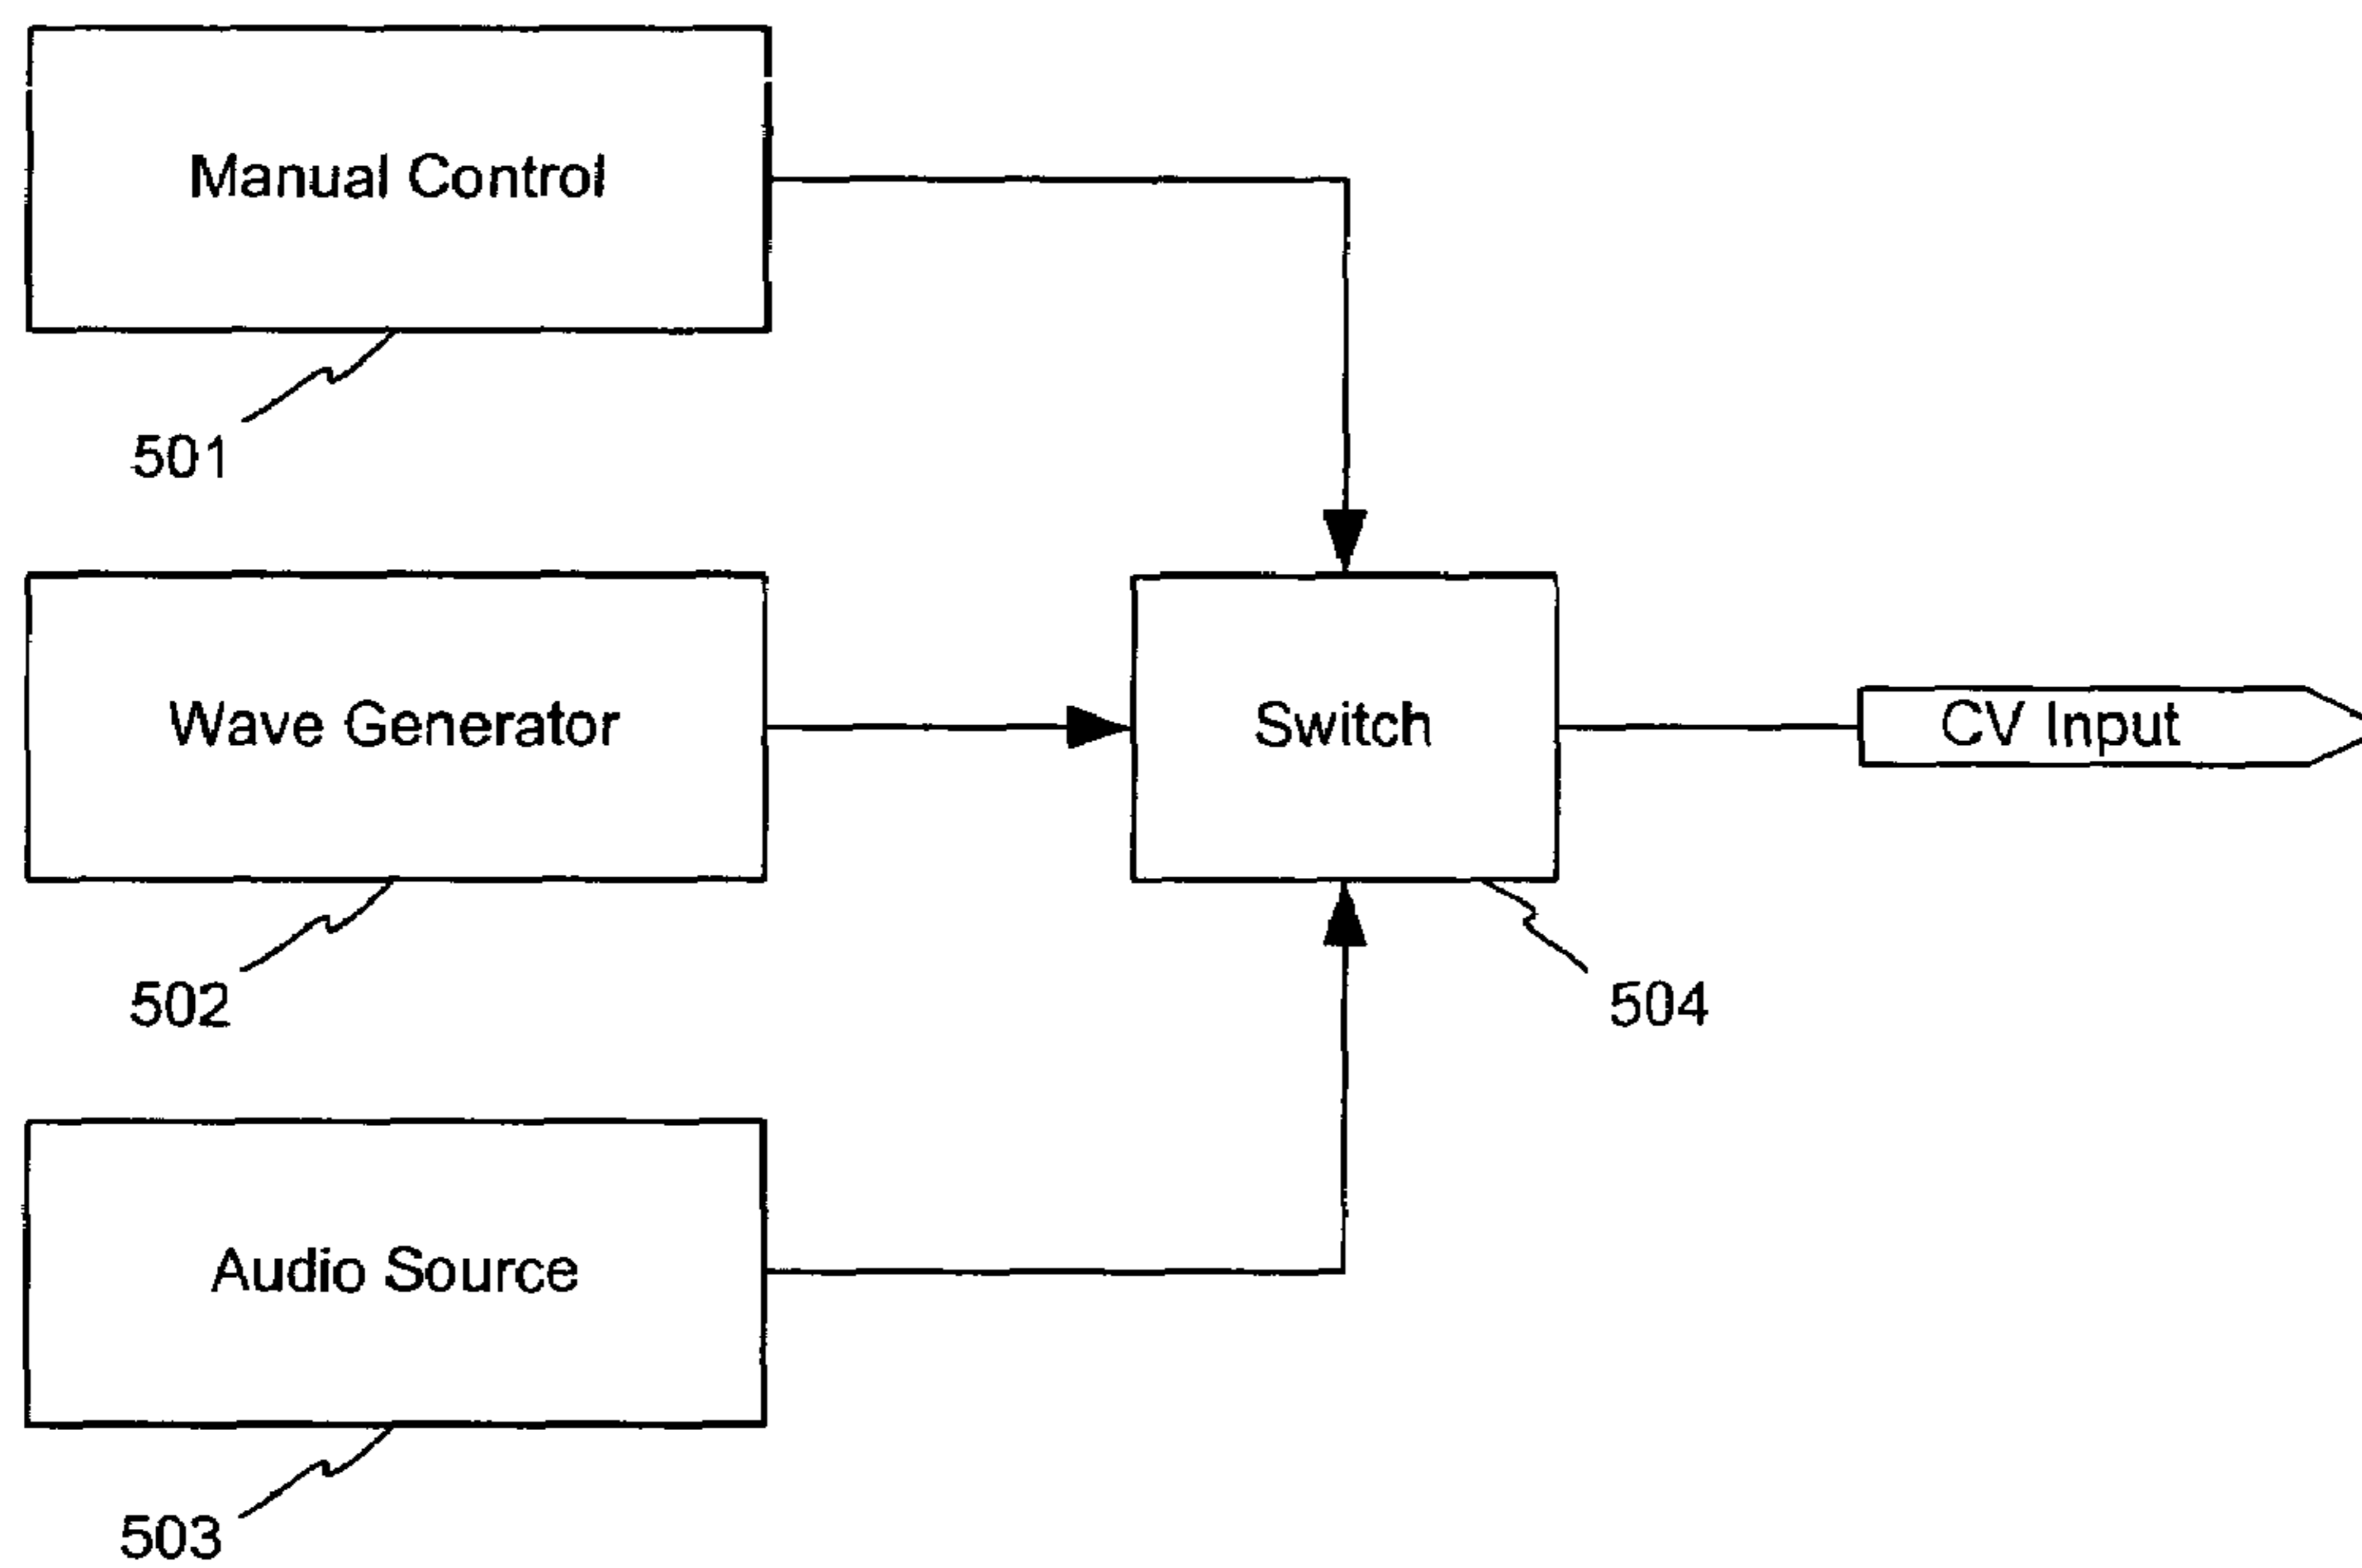 Manual Control
501
Wave Generator
Switch
CV Input
502
504
Audio Source
503